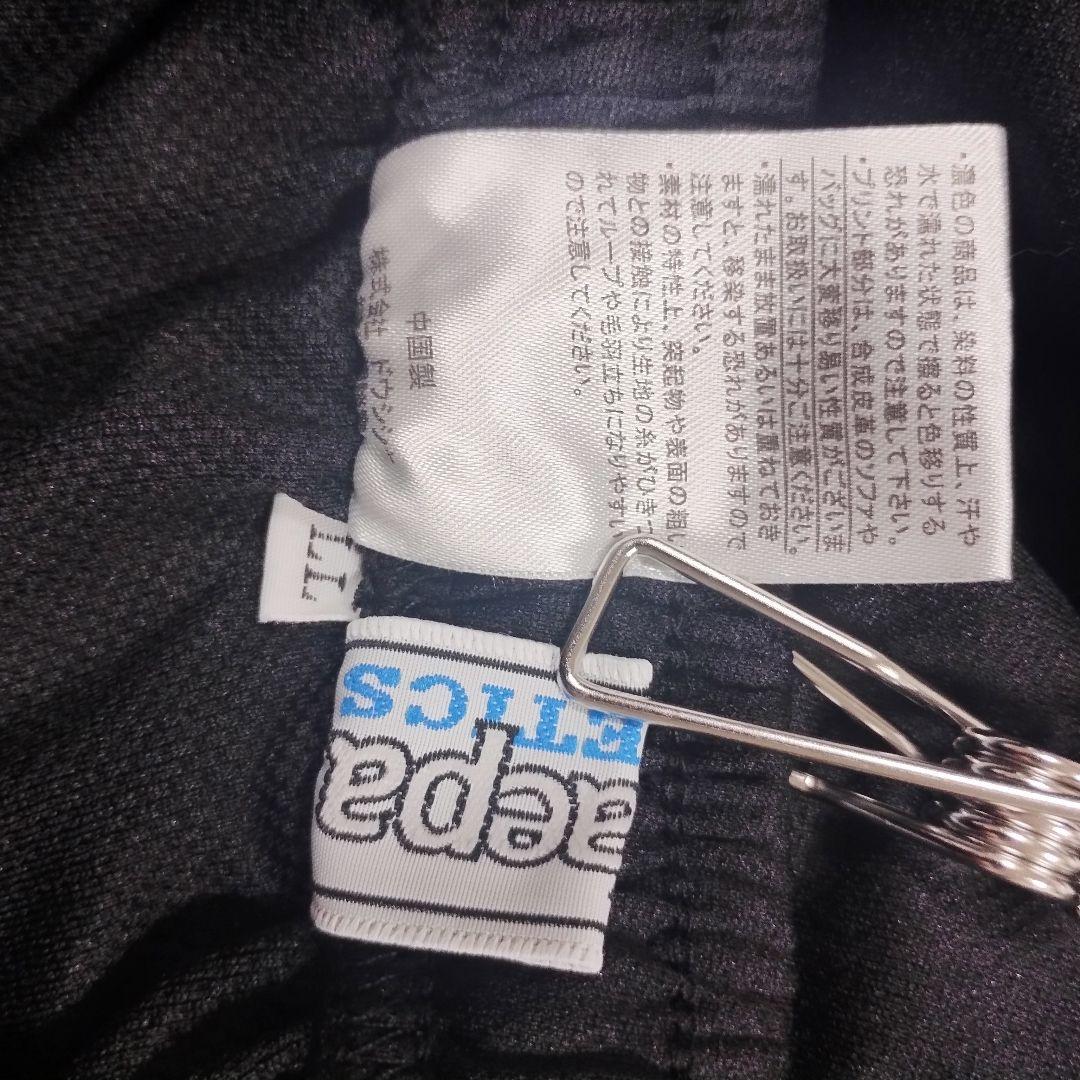 ・濃色の商品は、染料の性質上、汗や
水で濡れた状態で擦ると色移りする
恐れがありますので注意して下さい。
・プリント部分は、合成皮革のソファや
バッグに大変移り易い性質がございま
す。お取扱いには十分ご注意ください。
・濡れたまま放置あるいは重ねておき
ますと、移染する恐れがありますので
注意してください。
・素材の特性上、突起物や表面の粗い
物との接触により生地の糸がひきつ
れてループや毛羽立ちになりやすい
ので注意してください。
中国製
株式会社 ドウシシャ
LL
aepa
ETICS